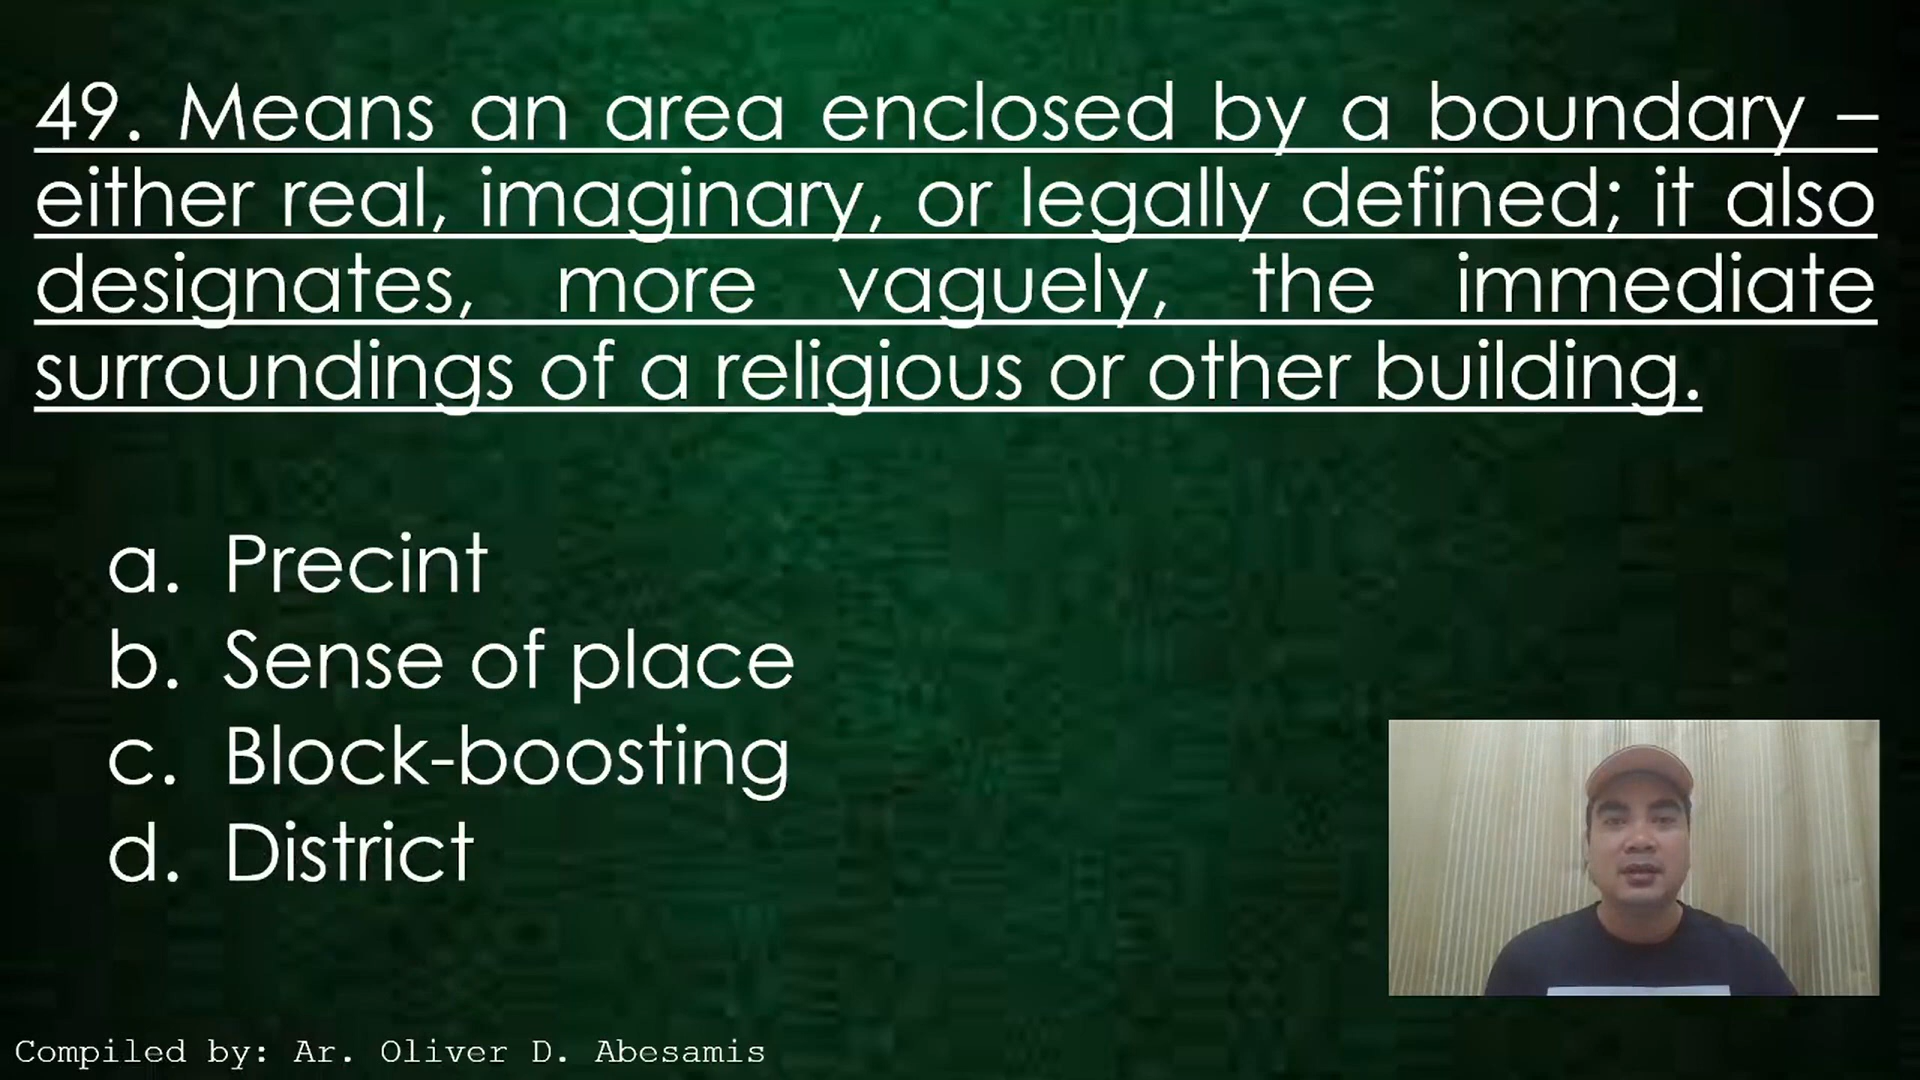 49. Means an area enclosed by a boundary –
either real, imaginary, or legally defined; it also
designates, more vaguely, the immediate
surroundings of a religious or other building.
a. Precint
b. Sense of place
c. Block-boosting
d. District
Compiled by: Ar. Oliver D. Abesamis